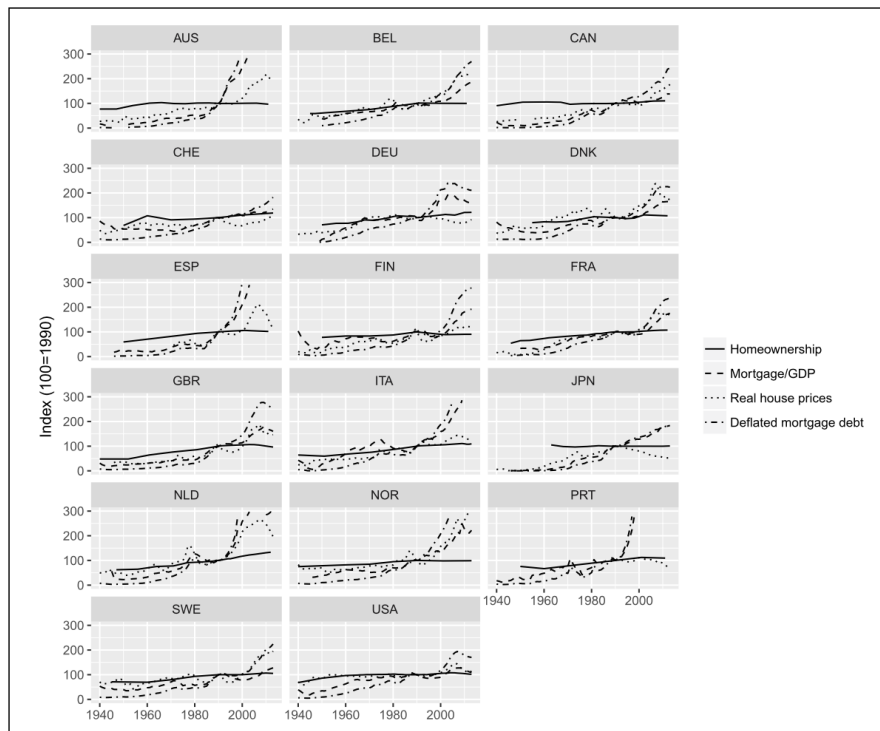 AUS BEL CAN
300
200
100
0
CHE DEU DNK
300
200
100
0
ESP FIN FRA
300
200
100
0
GBR ITA JPN
300
200
100
0
NLD NOR PRT
300
200
100
0
1940 1960 1980 2000
SWE USA
300
200
100
0
1940 1960 1980 2000 1940 1960 1980 2000
Index (100=1990)
Homeownership
Mortgage/GDP
Real house prices
Deflated mortgage debt